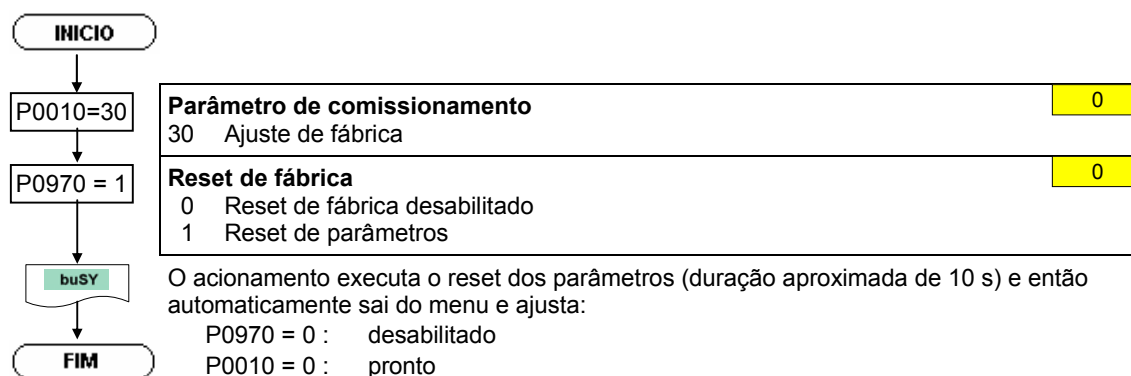 INICIO
P0010=30
Parâmetro de comissionamento
0
30 Ajuste de fábrica
P0970 = 1
Reset de fábrica
0
0 Reset de fábrica desabilitado
1 Reset de parâmetros
buSY
O acionamento executa o reset dos parâmetros (duração aproximada de 10 s) e então
automaticamente sai do menu e ajusta:
P0970 = 0 : desabilitado
P0010 = 0 : pronto
FIM